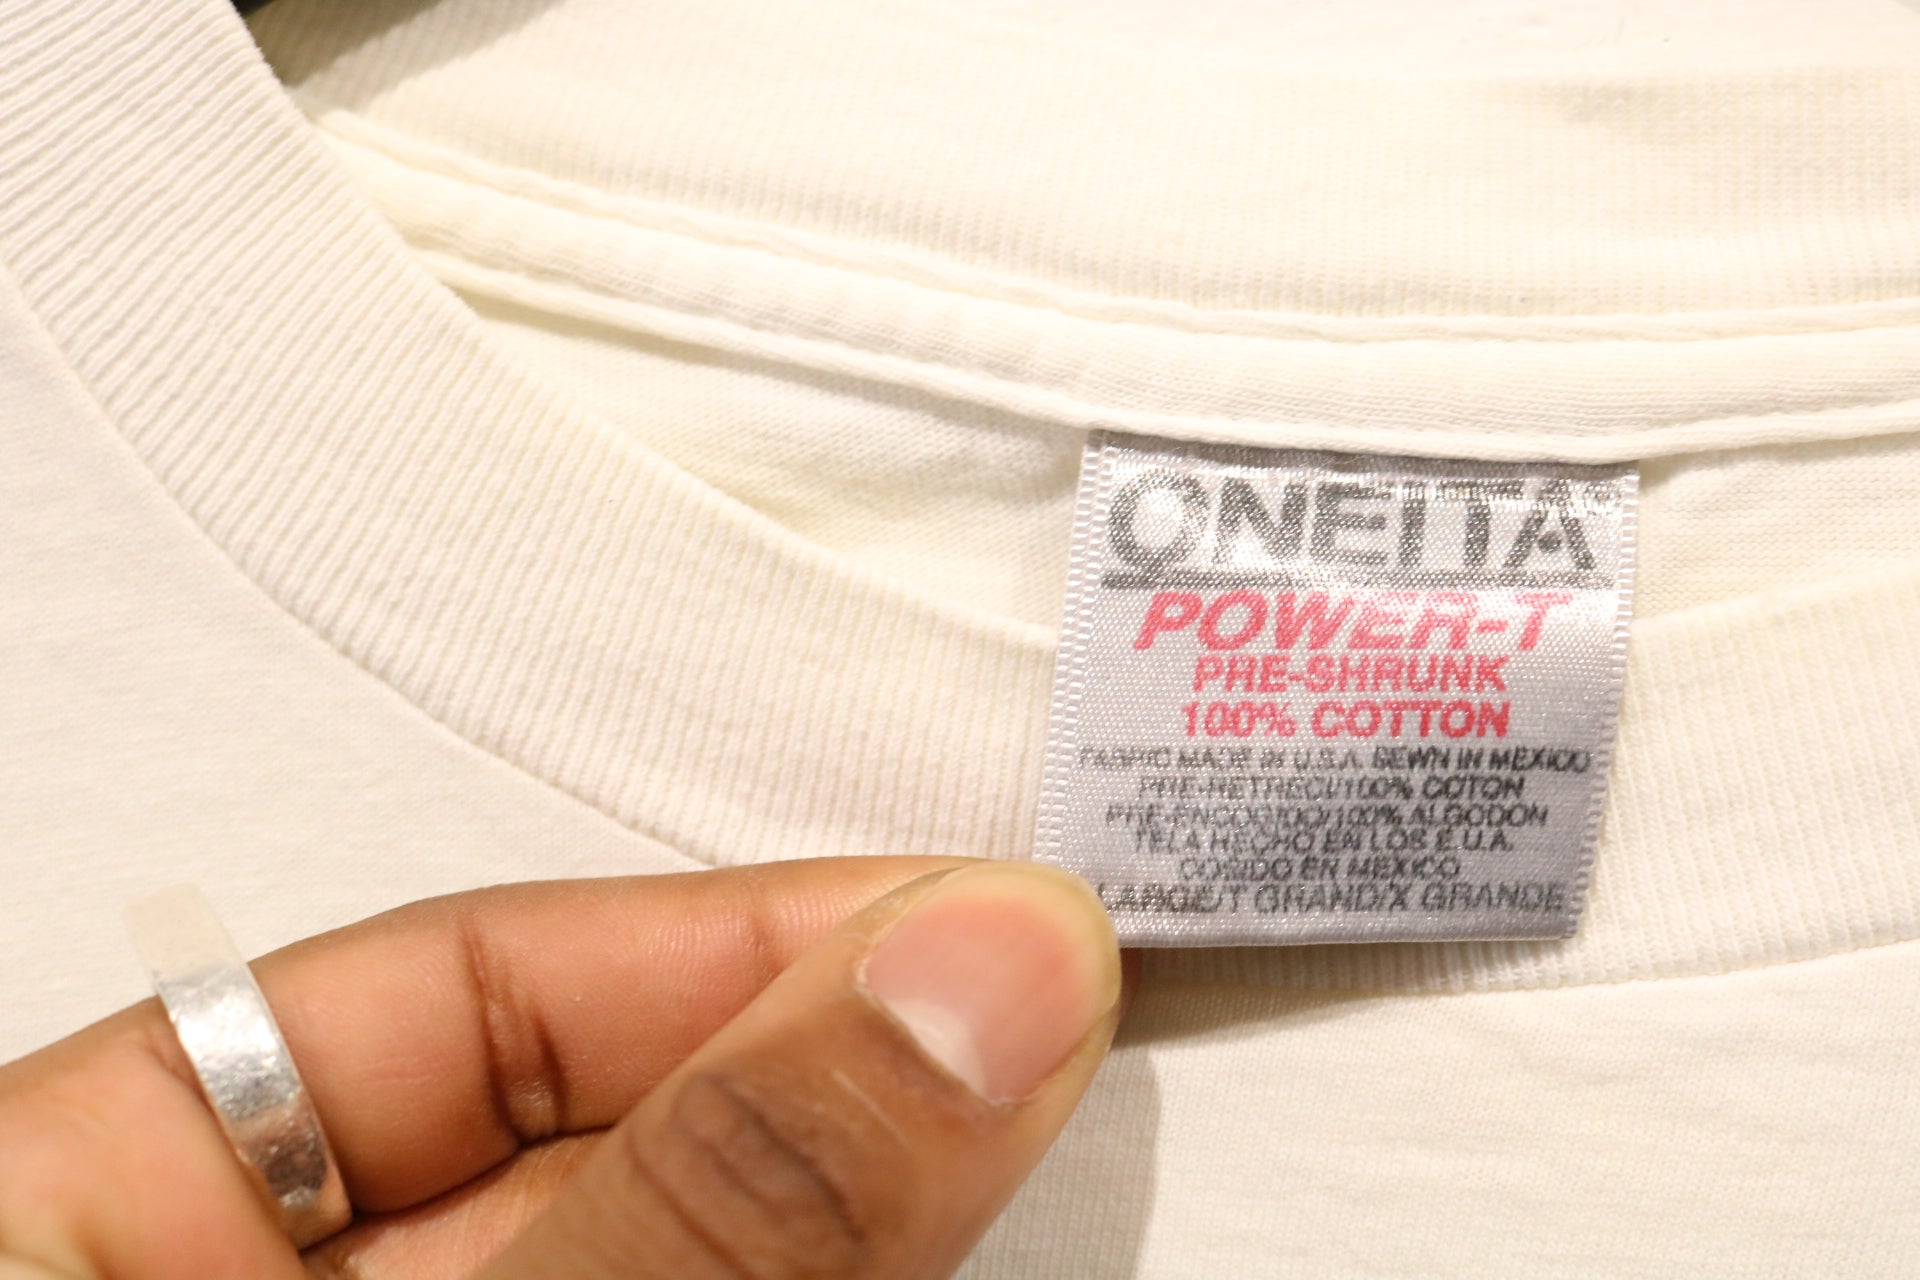 ONEITA
POWER-T
PRE-SHRUNK
100% COTTON
FABRIC MADE IN U.S.A. SEWN IN MEXICO
PRE-RETRECI/100% COTON
PRE-ENCOGIDO/100% ALGODON
TELA HECHO EN LOS E.U.A.
COSIDO EN MEXICO
LARGE/T GRAND/X GRANDE